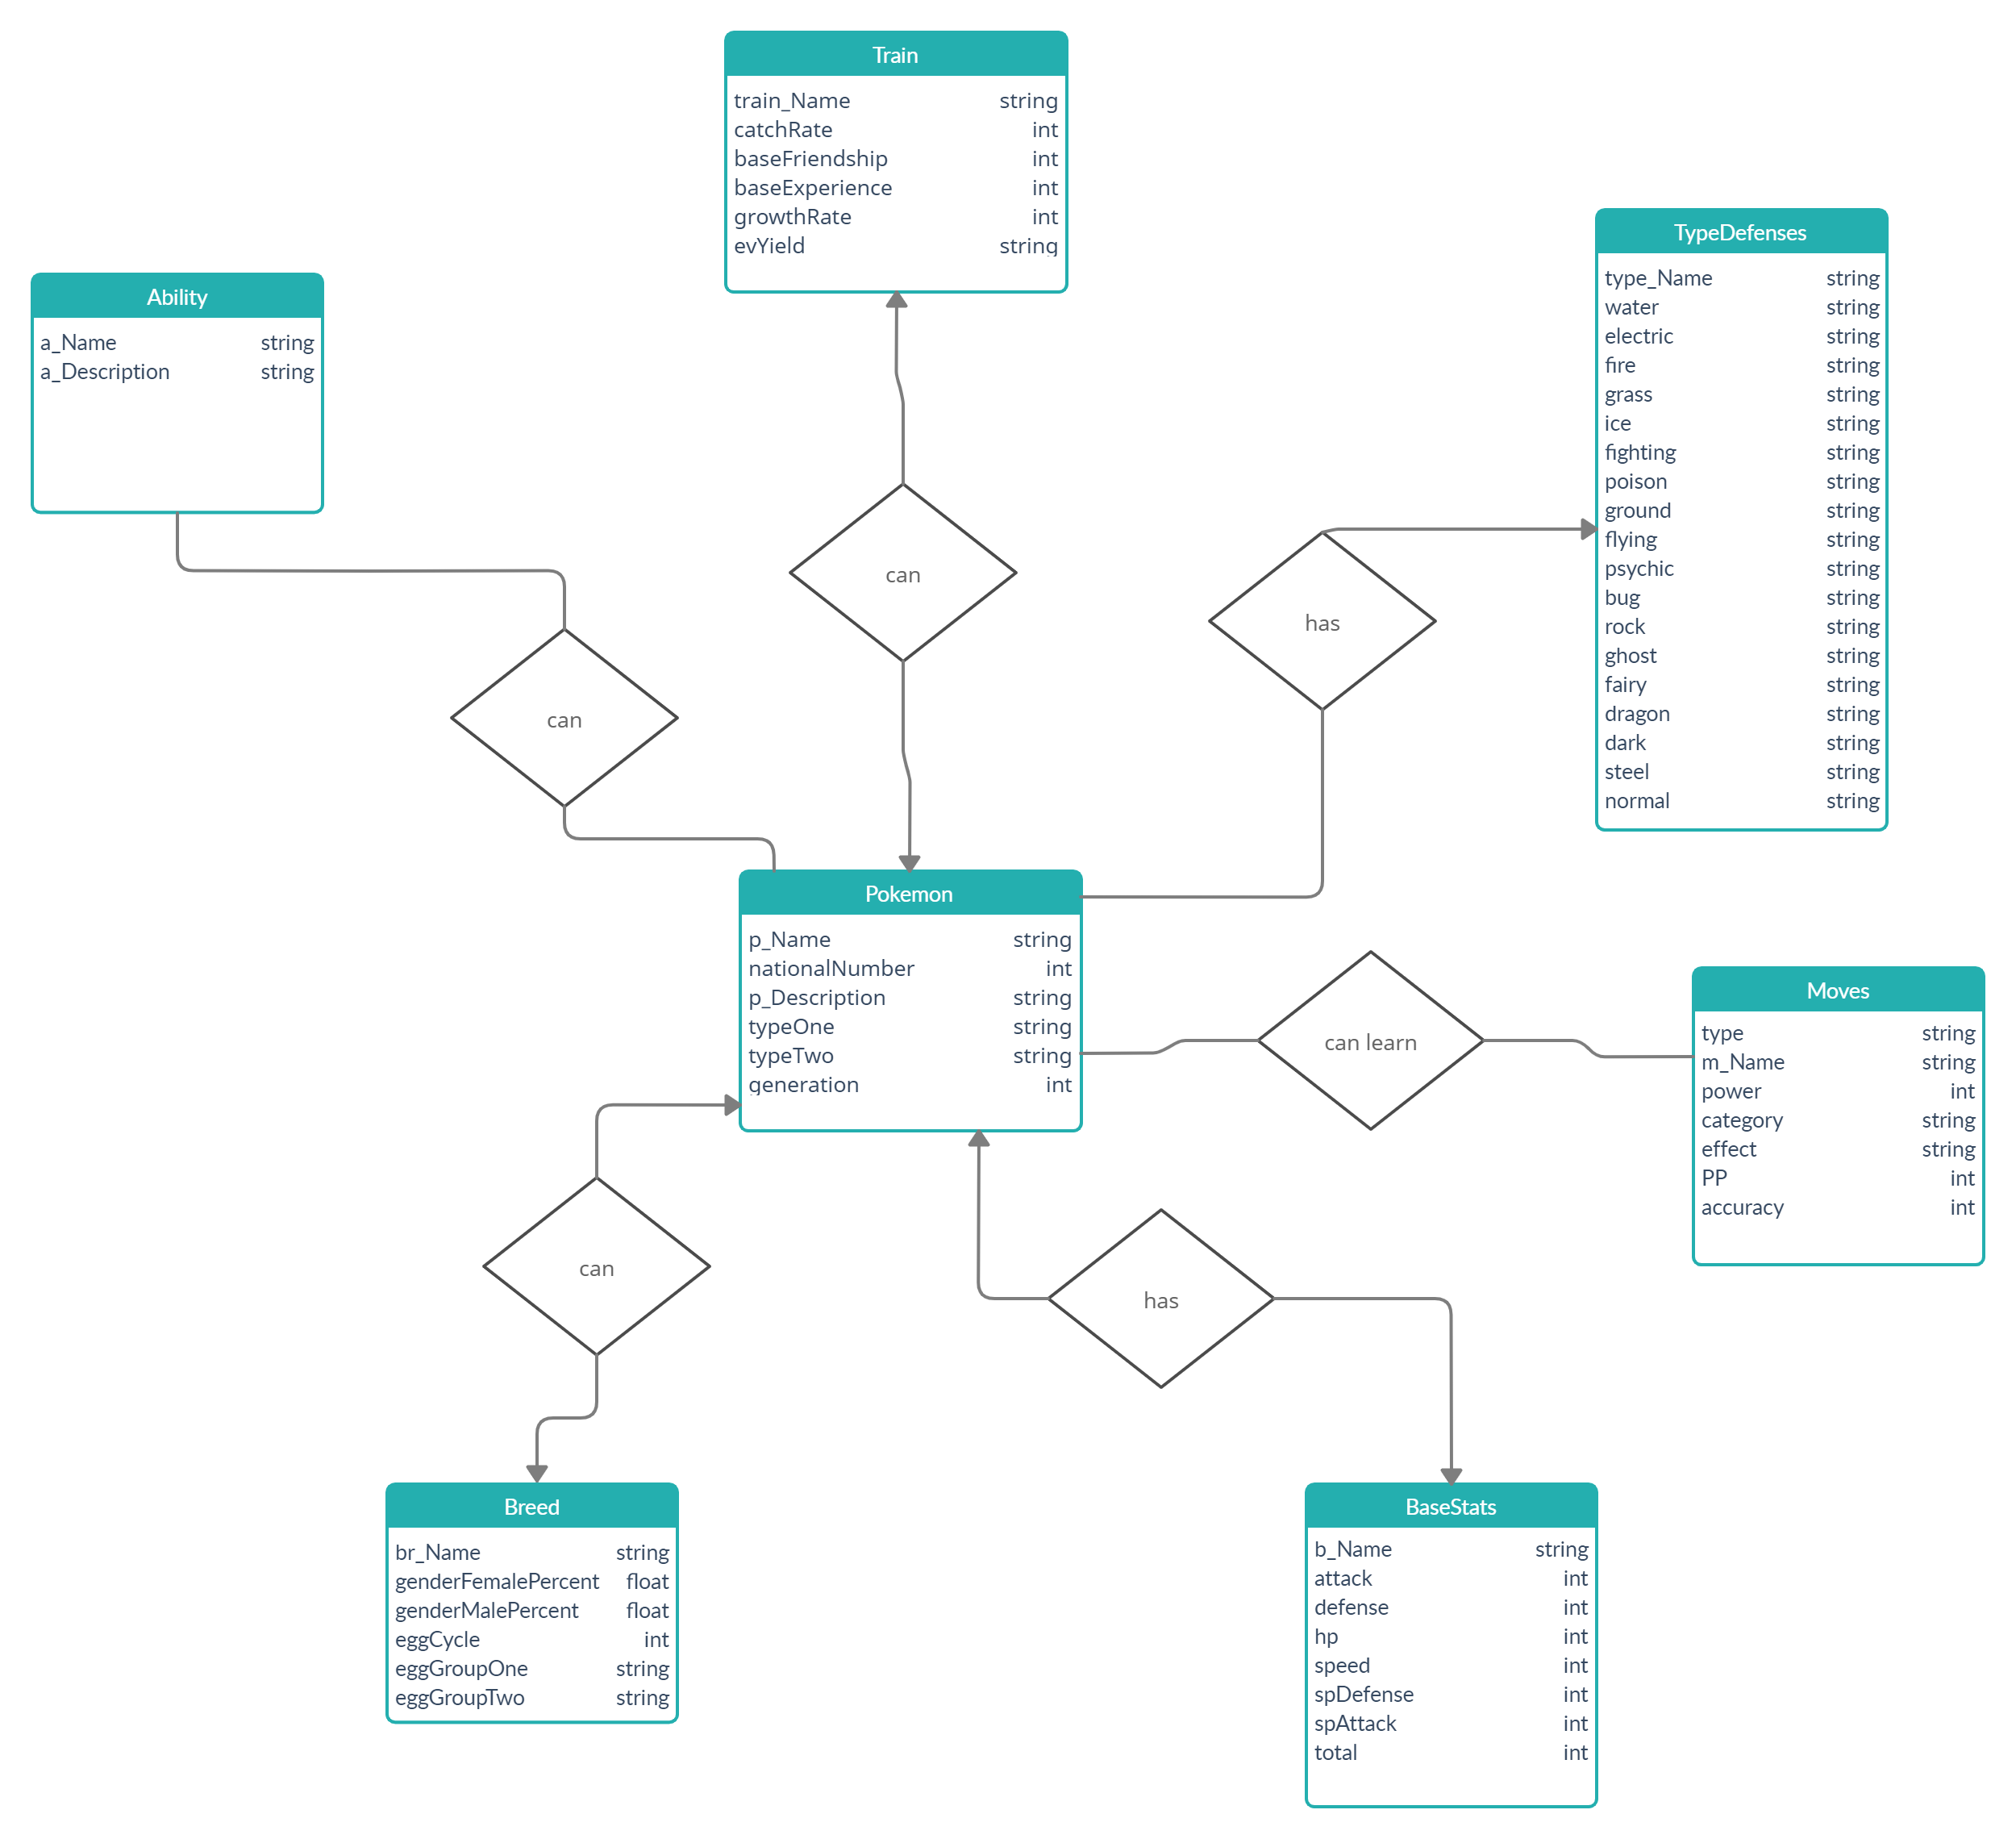 Train
train_Name string
catchRate int
baseFriendship int
baseExperience int
growthRate int
evYield string
TypeDefenses
type_Name string
water string
electric string
fire string
grass string
ice string
fighting string
poison string
ground string
flying string
psychic string
bug string
rock string
ghost string
fairy string
dragon string
dark string
steel string
normal string
Ability
a_Name string
a_Description string
can
has
can
Pokemon
p_Name string
nationalNumber int
p_Description string
typeOne string
typeTwo string
generation int
can learn
Moves
type string
m_Name string
power int
category string
effect string
PP int
accuracy int
can
has
Breed
br_Name string
genderFemalePercent float
genderMalePercent float
eggCycle int
eggGroupOne string
eggGroupTwo string
BaseStats
b_Name string
attack int
defense int
hp int
speed int
spDefense int
spAttack int
total int